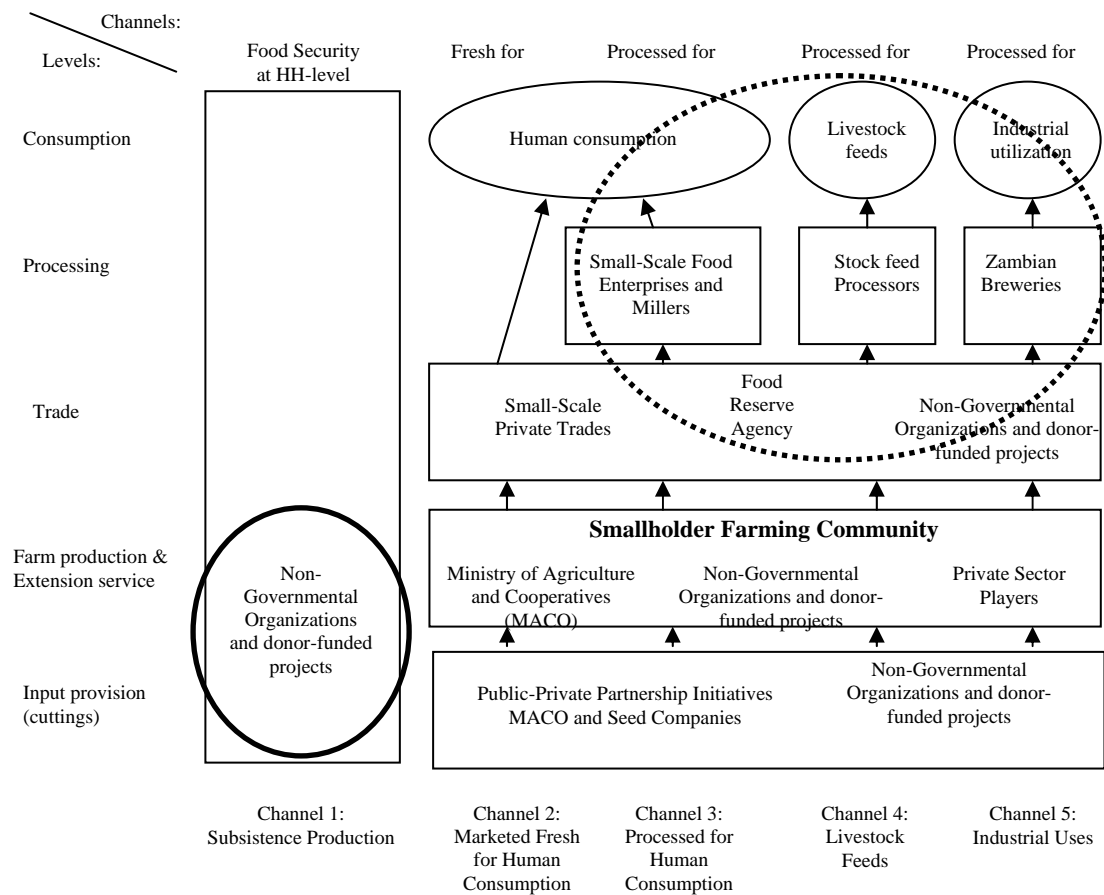 Channels:
Levels:
Food Security
at HH-level
Fresh for
Processed for
Processed for
Processed for
Consumption
Human consumption
Livestock
feeds
Industrial
utilization
Processing
Small-Scale Food
Enterprises and
Millers
Stock feed
Processors
Zambian
Breweries
Trade
Small-Scale
Private Trades
Food
Reserve
Agency
Non-Governmental
Organizations and donor-
funded projects
Smallholder Farming Community
Farm production &
Extension service
Non-
Governmental
Organizations
and donor-funded
projects
Ministry of Agriculture
and Cooperatives
(MACO)
Non-Governmental
Organizations and donor-
funded projects
Private Sector
Players
Input provision
(cuttings)
Public-Private Partnership Initiatives
MACO and Seed Companies
Non-Governmental
Organizations and donor-
funded projects
Channel 1:
Subsistence Production
Channel 2:
Marketed Fresh
for Human
Consumption
Channel 3:
Processed for
Human
Consumption
Channel 4:
Livestock
Feeds
Channel 5:
Industrial Uses